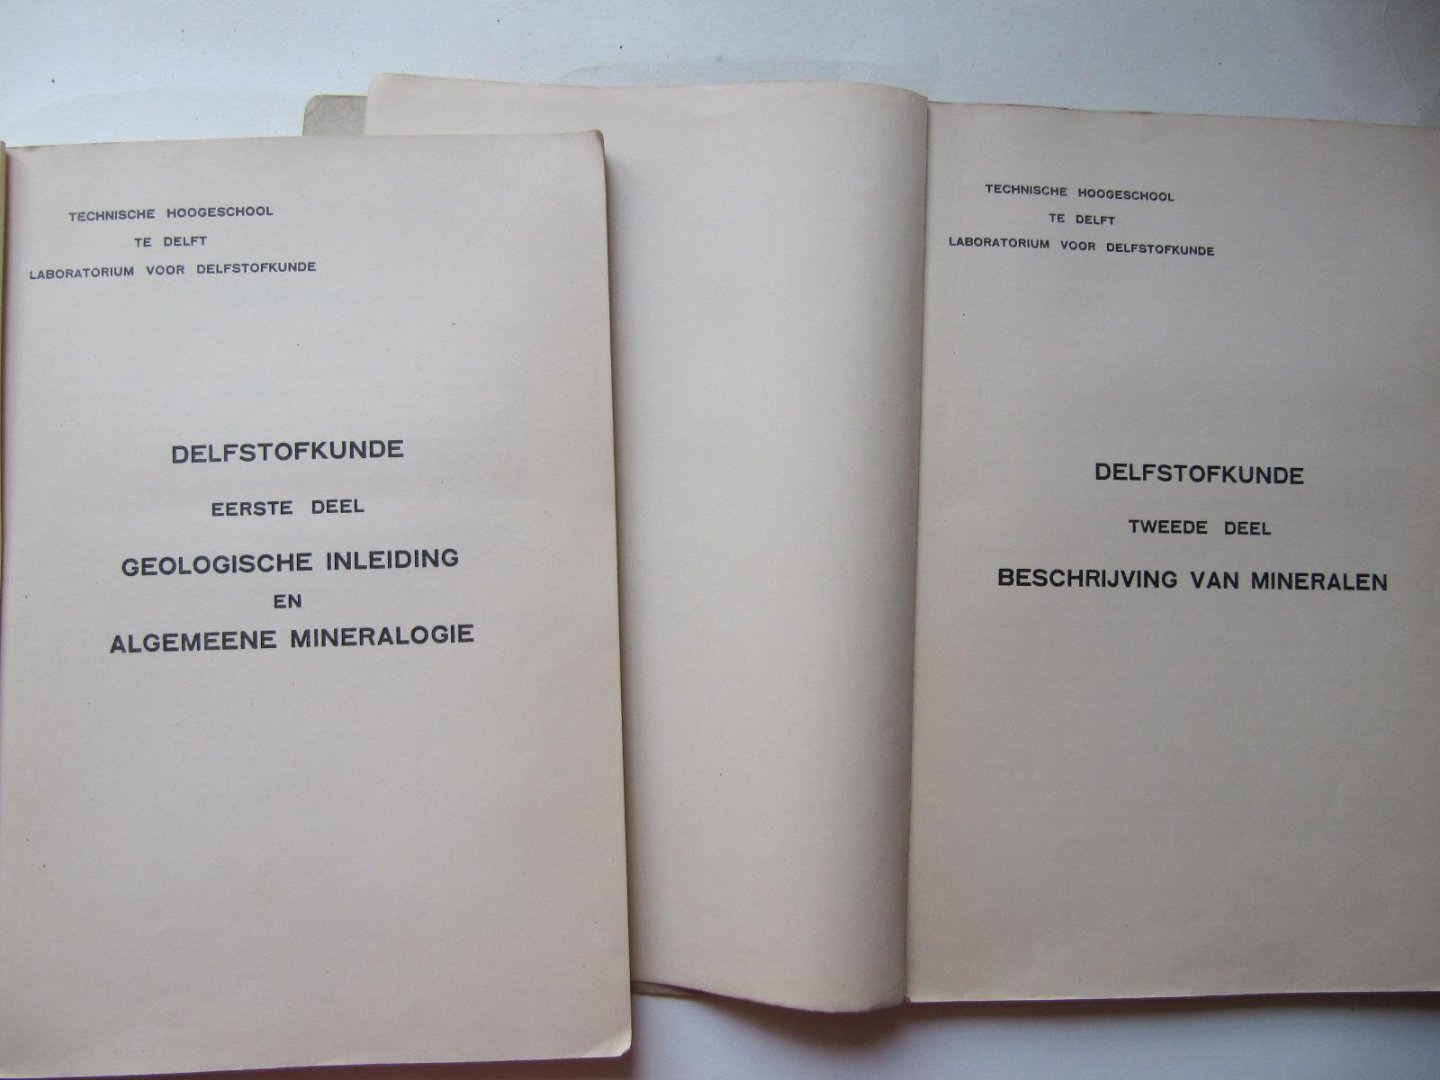 TECHNISCHE HOOGESCHOOL
TE DELFT
LABORATORIUM VOOR DELFSTOFKUNDE
DELFSTOFKUNDE
EERSTE DEEL
GEOLOGISCHE INLEIDING
EN
ALGEMEENE MINERALOGIE
TECHNISCHE HOOGESCHOOL
TE DELFT
LABORATORIUM VOOR DELFSTOFKUNDE
DELFSTOFKUNDE
TWEEDE DEEL
BESCHRIJVING VAN MINERALEN